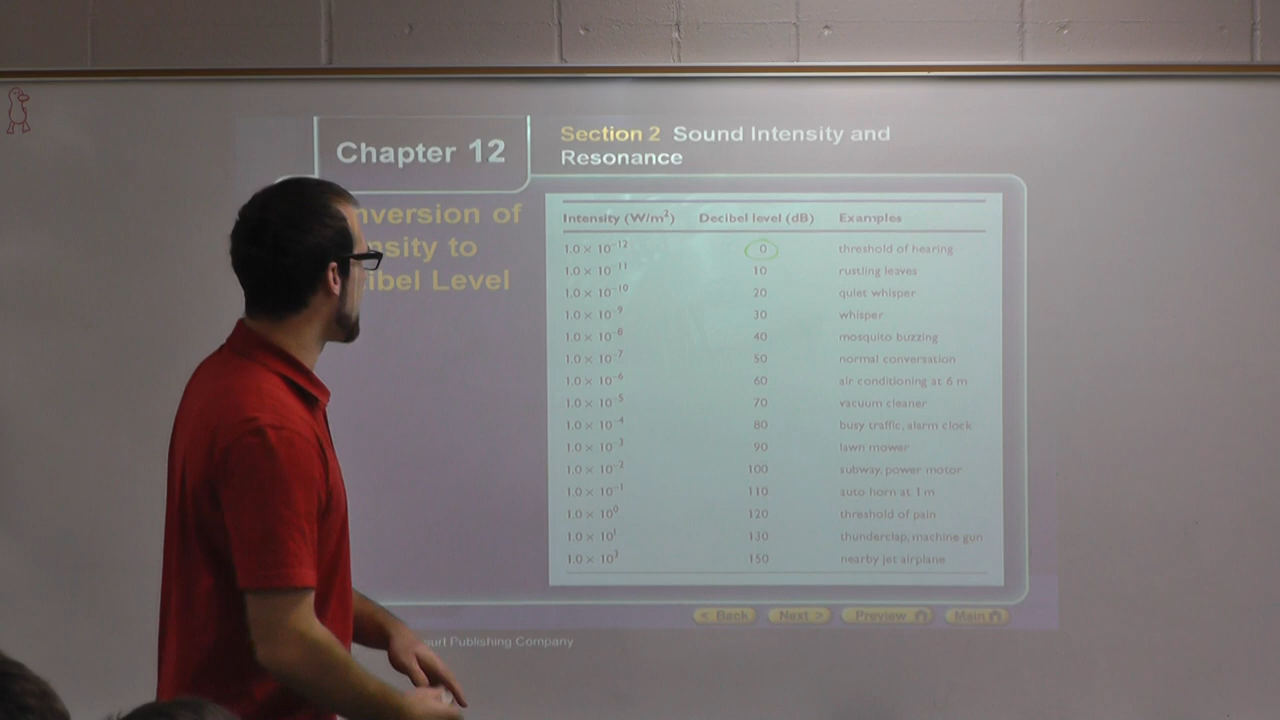 Chapter 12
Section 2 Sound Intensity and
Resonance
nversion of
nsity to
ibel Level
Intensity (W/m²) Decibel level (dB) Examples
1.0 × 10⁻¹² 0 threshold of hearing
1.0 × 10⁻¹¹ 10 rustling leaves
1.0 × 10⁻¹⁰ 20 quiet whisper
1.0 × 10⁻⁹ 30 whisper
1.0 × 10⁻⁸ 40 mosquito buzzing
1.0 × 10⁻⁷ 50 normal conversation
1.0 × 10⁻⁶ 60 air conditioning at 6 m
1.0 × 10⁻⁵ 70 vacuum cleaner
1.0 × 10⁻⁴ 80 busy traffic, alarm clock
1.0 × 10⁻³ 90 lawn mower
1.0 × 10⁻² 100 subway, power motor
1.0 × 10⁻¹ 110 auto horn at 1 m
1.0 × 10⁰ 120 threshold of pain
1.0 × 10¹ 130 thunderclap, machine gun
1.0 × 10³ 150 nearby jet airplane
< Back Next > Preview Main
ourt Publishing Company